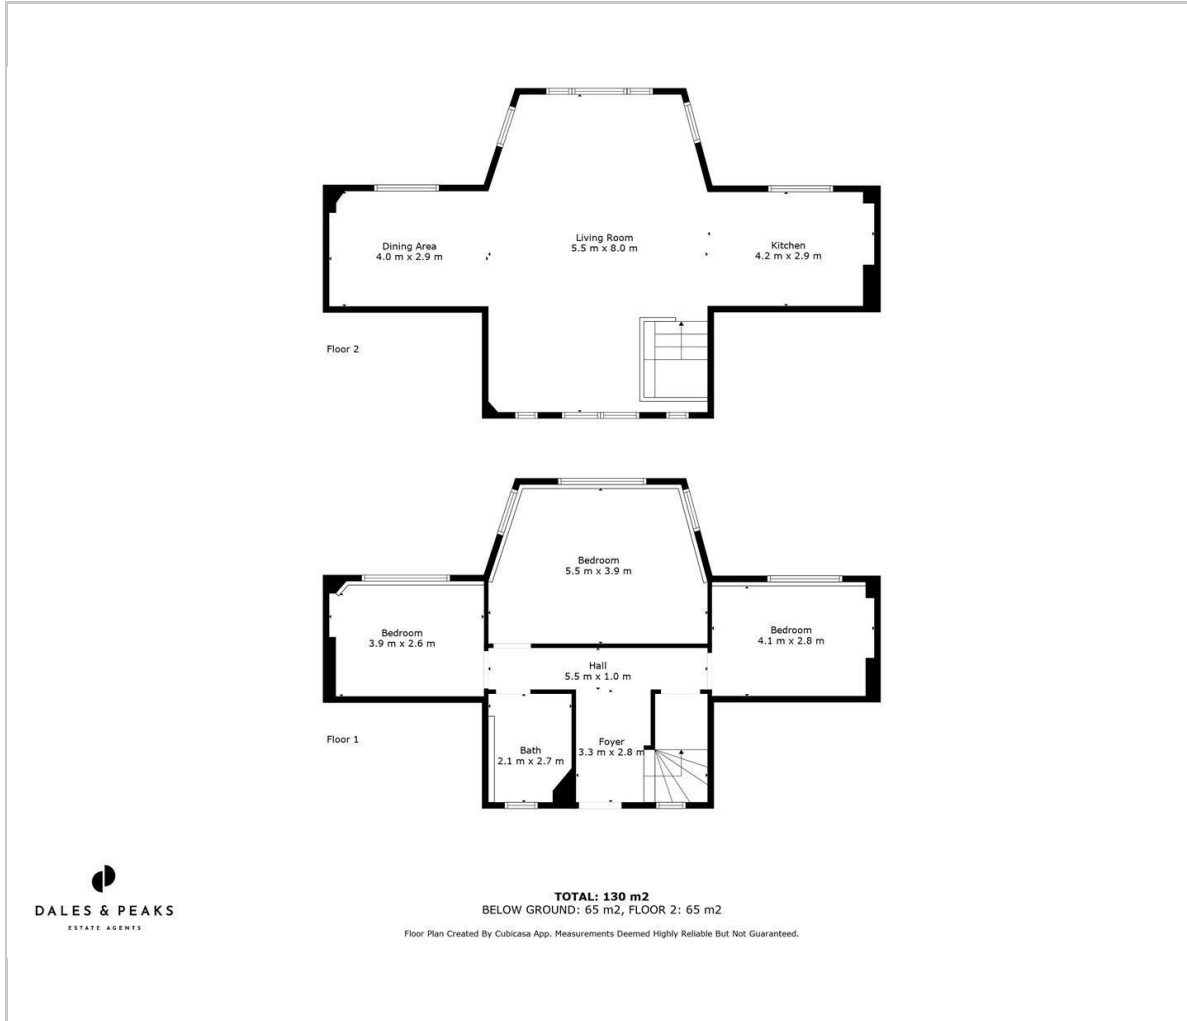 Living Room
5.5 m x 8.0 m
Dining Area
4.0 m x 2.9 m
Kitchen
4.2 m x 2.9 m
Floor 2
Bedroom
5.5 m x 3.9 m
Bedroom
3.9 m x 2.6 m
Bedroom
4.1 m x 2.8 m
Hall
5.5 m x 1.0 m
Foyer
3.3 m x 2.8 m
Bath
2.1 m x 2.7 m
Floor 1
DALES & PEAKS
ESTATE AGENTS
TOTAL: 130 m2
BELOW GROUND: 65 m2, FLOOR 2: 65 m2
Floor Plan Created By Cubicasa App. Measurements Deemed Highly Reliable But Not Guaranteed.